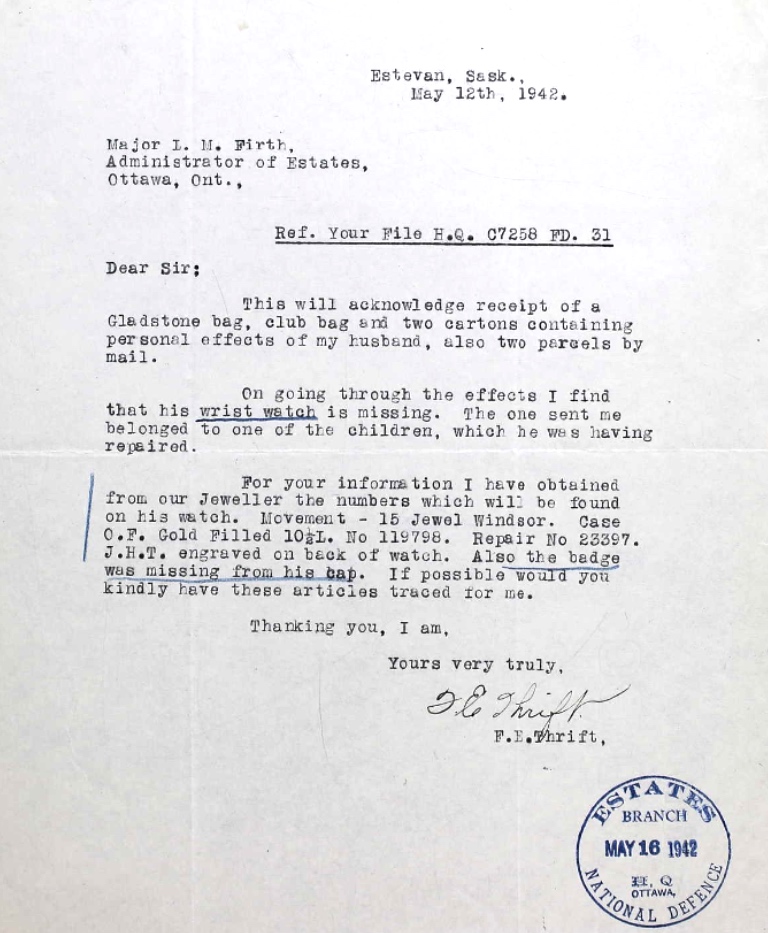 Estevan, Sask.,
May 12th, 1942.
Major L. M. Firth,
Administrator of Estates,
Ottawa, Ont.,
Ref. Your File H.Q. C7258 FD. 31
Dear Sir;
This will acknowledge receipt of a
Gladstone bag, club bag and two cartons containing
personal effects of my husband, also two parcels by
mail.
On going through the effects I find
that his wrist watch is missing. The one sent me
belonged to one of the children, which he was having
repaired.
For your information I have obtained
from our Jeweller the numbers which will be found
on his watch. Movement - 15 Jewel Windsor. Case
O.F. Gold Filled 10½L. No 119798. Repair No 23397.
J.H.T. engraved on back of watch. Also the badge
was missing from his cap. If possible would you
kindly have these articles traced for me.
Thanking you, I am,
Yours very truly,
F E Thrift.
F.E.Thrift,
ESTATES
BRANCH
MAY 16 1942
H, Q
OTTAWA,
NATIONAL DEFENCE